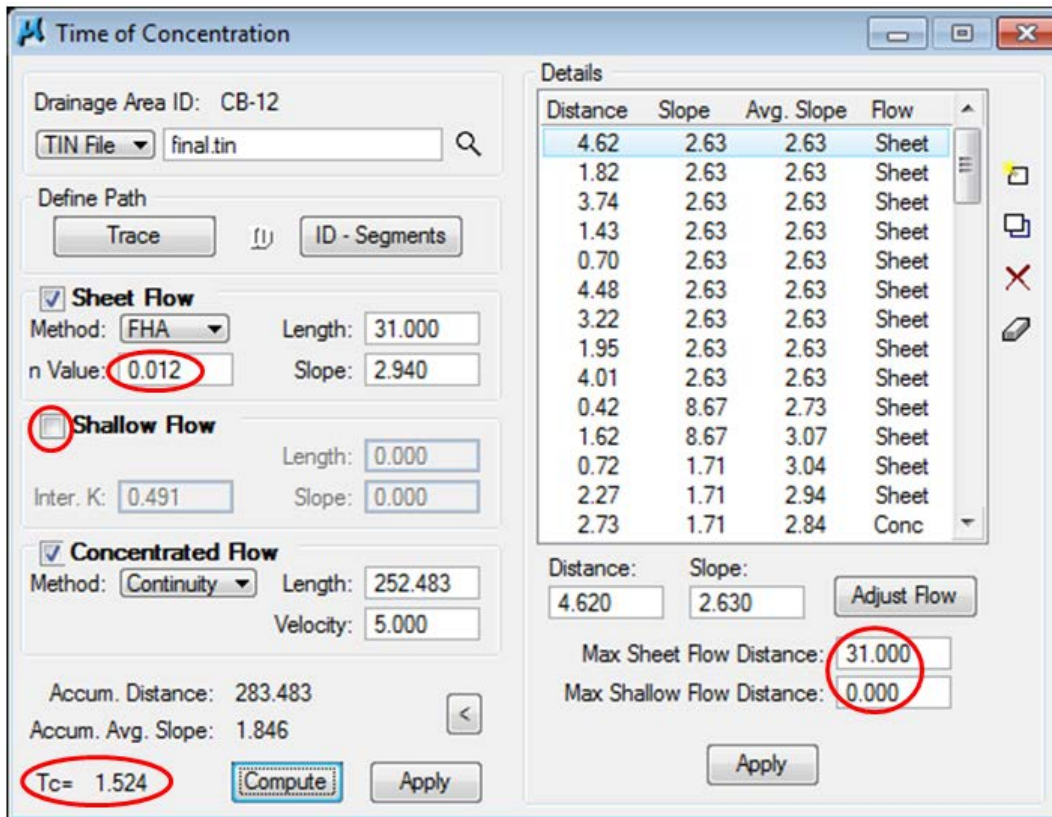 Time of Concentration
Drainage Area ID: CB-12
TIN File final.tin
Define Path
Trace ID - Segments
Sheet Flow
Method: FHA Length: 31.000
n Value: 0.012 Slope: 2.940
Shallow Flow
Length: 0.000
Inter. K: 0.491 Slope: 0.000
Concentrated Flow
Method: Continuity Length: 252.483
Velocity: 5.000
Accum. Distance: 283.483
<
Accum. Avg. Slope: 1.846
Tc= 1.524 Compute Apply
Details
Distance Slope Avg. Slope Flow
4.62 2.63 2.63 Sheet
1.82 2.63 2.63 Sheet
3.74 2.63 2.63 Sheet
1.43 2.63 2.63 Sheet
0.70 2.63 2.63 Sheet
4.48 2.63 2.63 Sheet
3.22 2.63 2.63 Sheet
1.95 2.63 2.63 Sheet
4.01 2.63 2.63 Sheet
0.42 8.67 2.73 Sheet
1.62 8.67 3.07 Sheet
0.72 1.71 3.04 Sheet
2.27 1.71 2.94 Sheet
2.73 1.71 2.84 Conc
Distance: Slope:
4.620 2.630 Adjust Flow
Max Sheet Flow Distance: 31.000
Max Shallow Flow Distance: 0.000
Apply